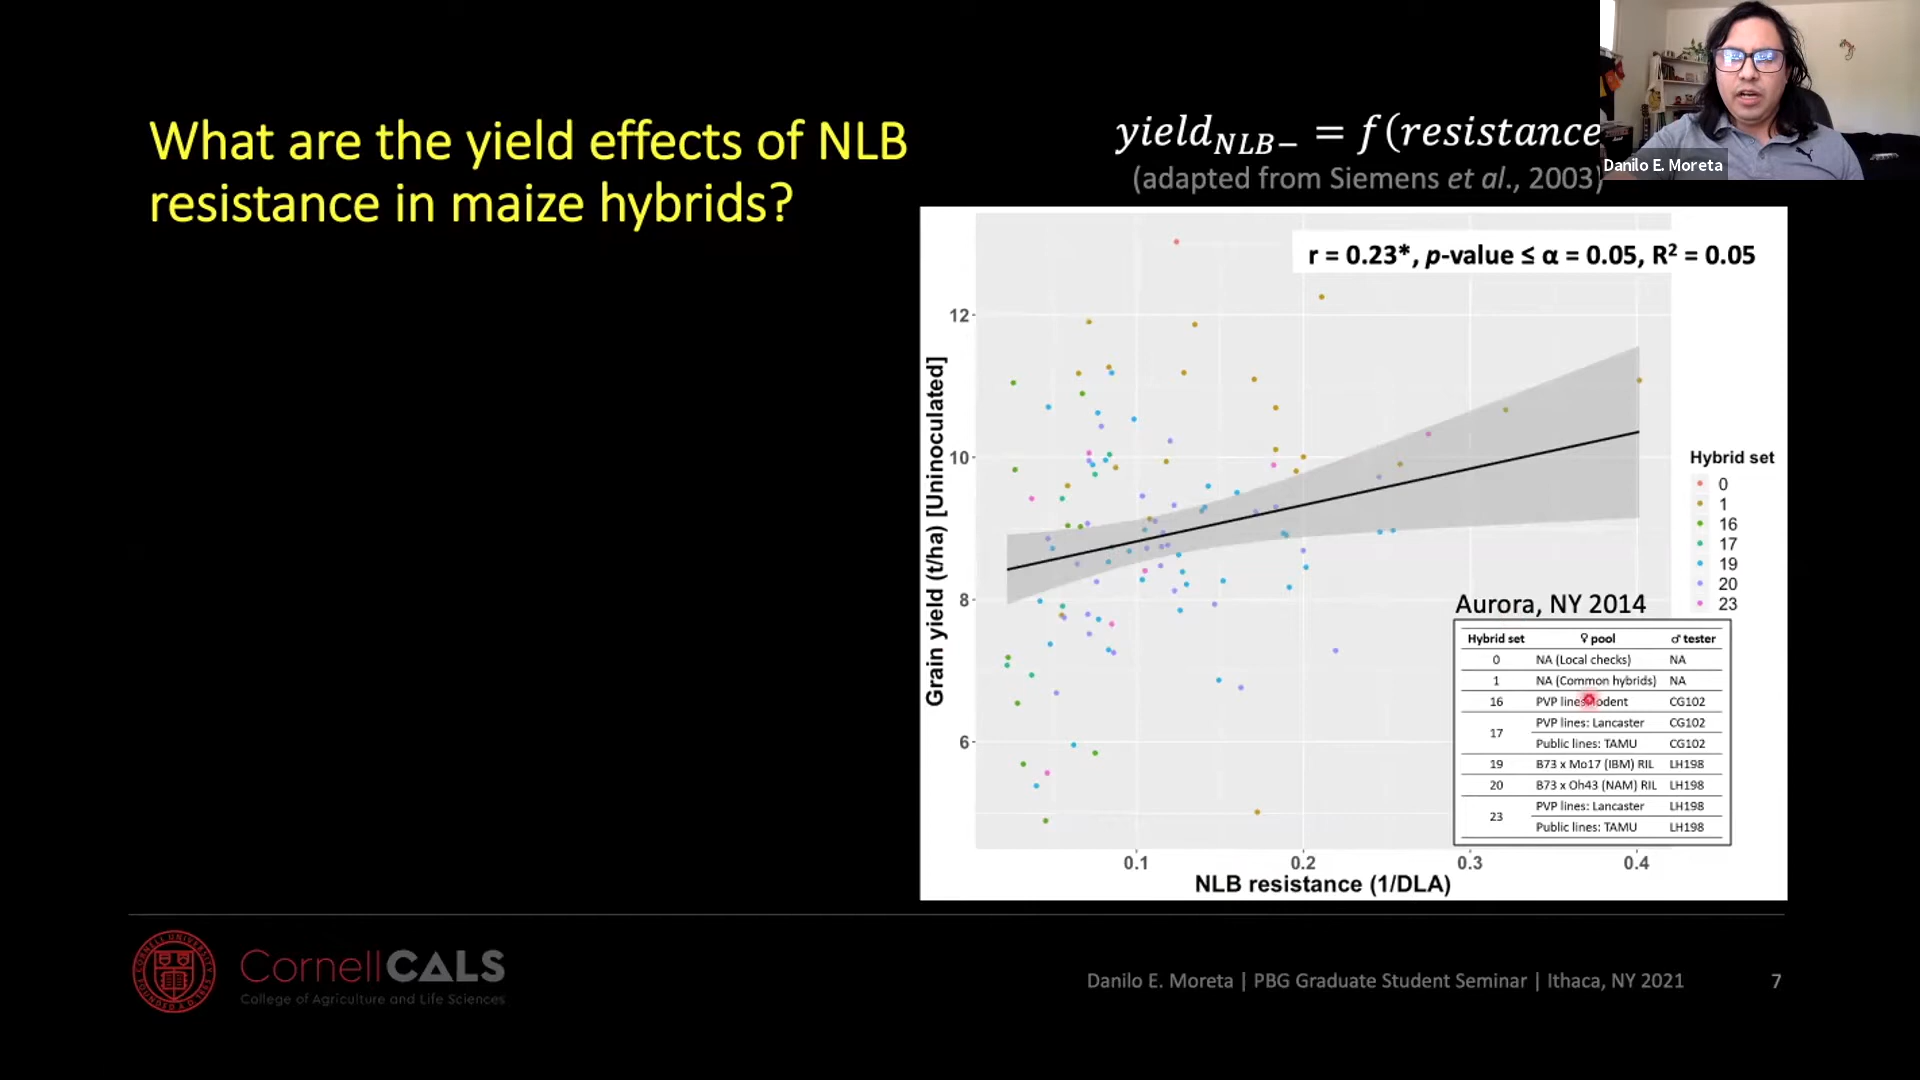 What are the yield effects of NLB
resistance in maize hybrids?
yield_NLB− = f(resistance
(adapted from Siemens et al., 2003)
Danilo E. Moreta
r = 0.23*, p-value ≤ α = 0.05, R² = 0.05
Grain yield (t/ha) [Uninoculated]
12
10
8
6
0.1 0.2 0.3 0.4
NLB resistance (1/DLA)
Hybrid set
0
1
16
17
19
20
23
Aurora, NY 2014
Hybrid set ♀ pool ♂ tester
0 NA (Local checks) NA
1 NA (Common hybrids) NA
16 PVP lines: Iodent CG102
17 PVP lines: Lancaster CG102
Public lines: TAMU CG102
19 B73 x Mo17 (IBM) RIL LH198
20 B73 x Oh43 (NAM) RIL LH198
23 PVP lines: Lancaster LH198
Public lines: TAMU LH198
CornellCALS
College of Agriculture and Life Sciences
Danilo E. Moreta | PBG Graduate Student Seminar | Ithaca, NY 2021
7